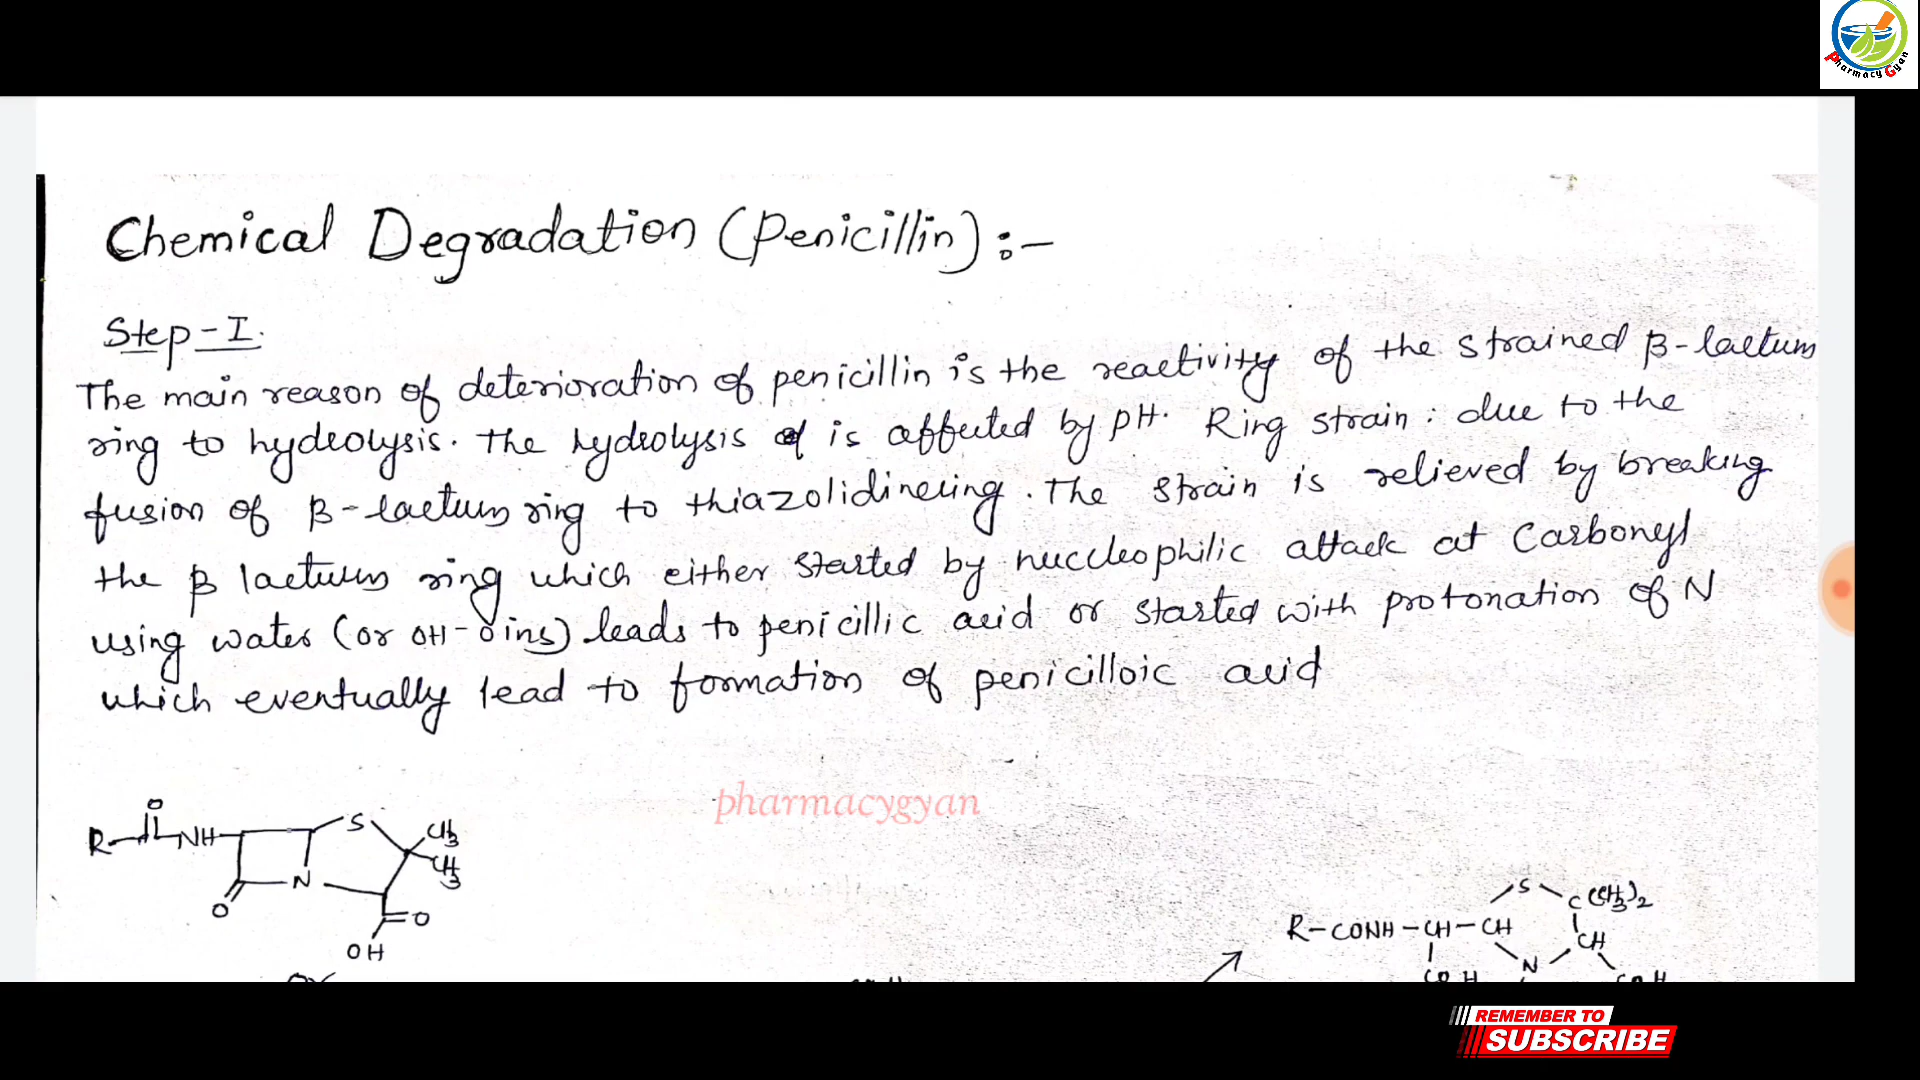 Pharmacy Gyan
Chemical Degradation (Penicillin) :-
Step-I.
The main reason of deterioration of penicillin is the reactivity of the strained β-lactum
ring to hydrolysis. The hydrolysis of is affected by pH. Ring strain: due to the
fusion of β-lactum ring to thiazolidinering. The strain is relieved by breaking
the β lactum ring which either started by nuccleophilic attack at Carbonyl
using water (or OH- ) leads to penicillic acid or started with protonation of N
which eventually lead to formation of penicilloic acid
pharmacygyan
O
R NH S CH3
CH3
O N
O
OH
S C(CH3)2
R-CONH-CH-CH
CH
N
REMEMBER TO
SUBSCRIBE